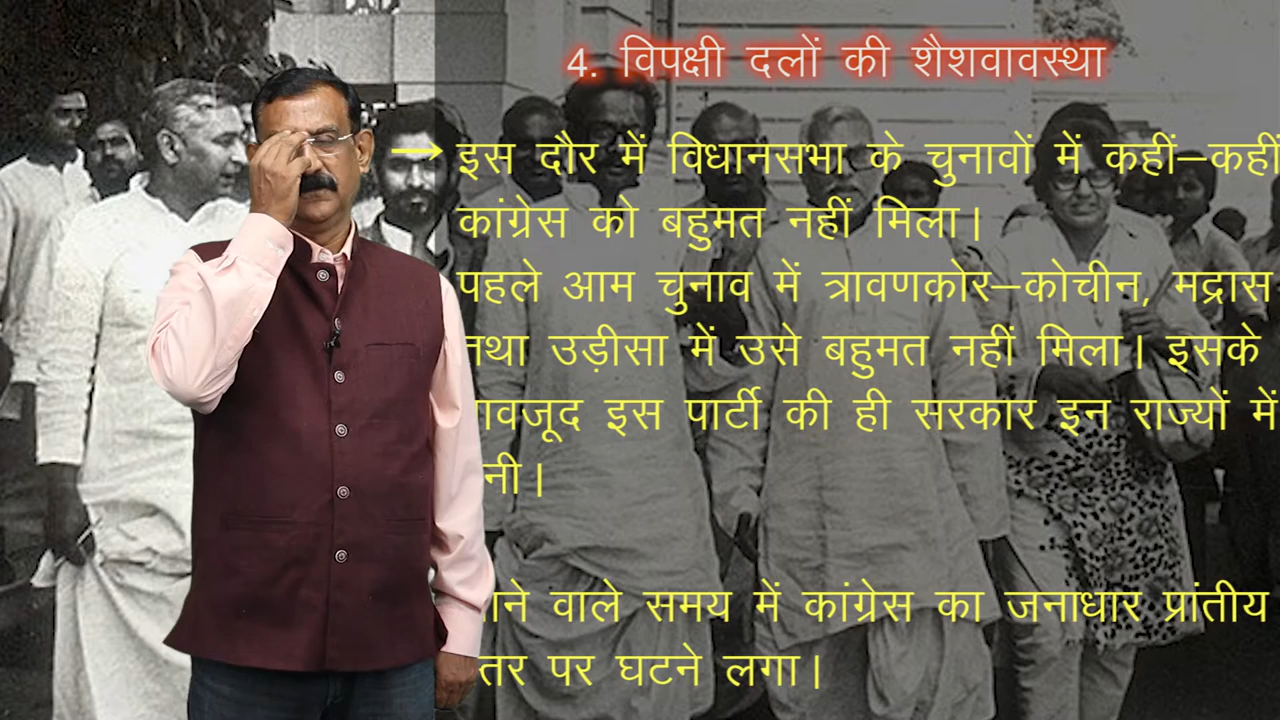 4. विपक्षी दलों की शैशवावस्था
→ इस दौर में विधानसभा के चुनावों में कहीं–कहीं
कांग्रेस को बहुमत नहीं मिला।
पहले आम चुनाव में त्रावणकोर–कोचीन, मद्रास
उड़ीसा में उसे बहुमत नहीं मिला। इसके
इस पार्टी की ही सरकार इन राज्यों में
वाले समय में कांग्रेस का जनाधार प्रांतीय
पर घटने लगा।